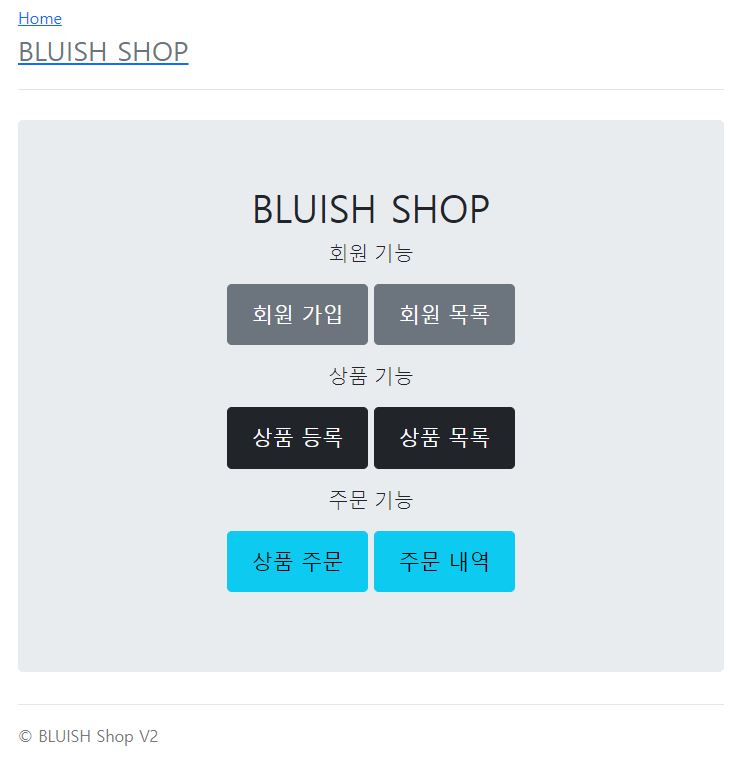 Home
BLUISH SHOP
BLUISH SHOP
회원 기능
회원 가입 회원 목록
상품 기능
상품 등록 상품 목록
주문 기능
상품 주문 주문 내역
© BLUISH Shop V2